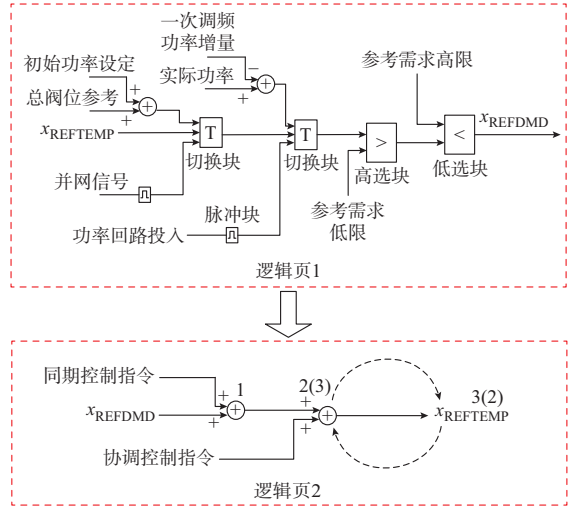 一次调频
功率增量
初始功率设定
实际功率
参考需求高限
总阀位参考
xREFTEMP
T
切换块
T
切换块
>
高选块
<
低选块
xREFDMD
并网信号
脉冲块
功率回路投入
参考需求
低限
逻辑页1
同期控制指令
1
2(3)
3(2)
xREFDMD
xREFTEMP
协调控制指令
逻辑页2